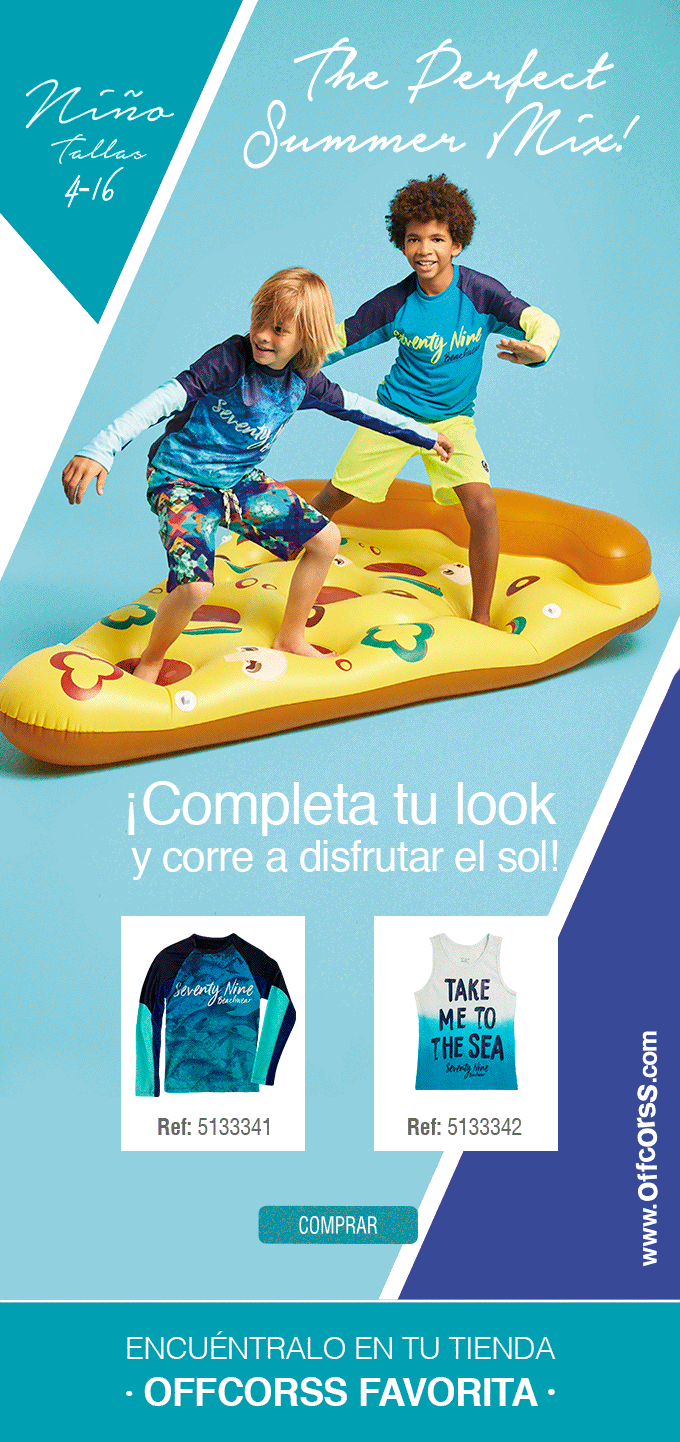 Niño
Tallas
4-16
The Perfect
Summer Mix!
Seventy Nine
Beachwear
Seventy Nine
¡Completa tu look
y corre a disfrutar el sol!
Seventy Nine
Beachwear
TAKE
ME TO
THE SEA
Seventy Nine
Ref: 5133341
Ref: 5133342
www.offcorss.com
COMPRAR
ENCUÉNTRALO EN TU TIENDA
· OFFCORSS FAVORITA ·